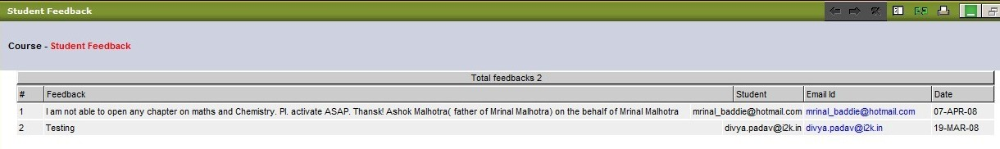 Student Feedback
Course - Student Feedback
Total feedbacks 2
# Feedback Student Email Id Date
1 I am not able to open any chapter on maths and Chemistry. Pl. activate ASAP. Thansk! Ashok Malhotra( father of Mrinal Malhotra) on the behalf of Mrinal Malhotra mrinal_baddie@hotmail.com mrinal_baddie@hotmail.com 07-APR-08
2 Testing divya.padav@i2k.in divya.padav@i2k.in 19-MAR-08